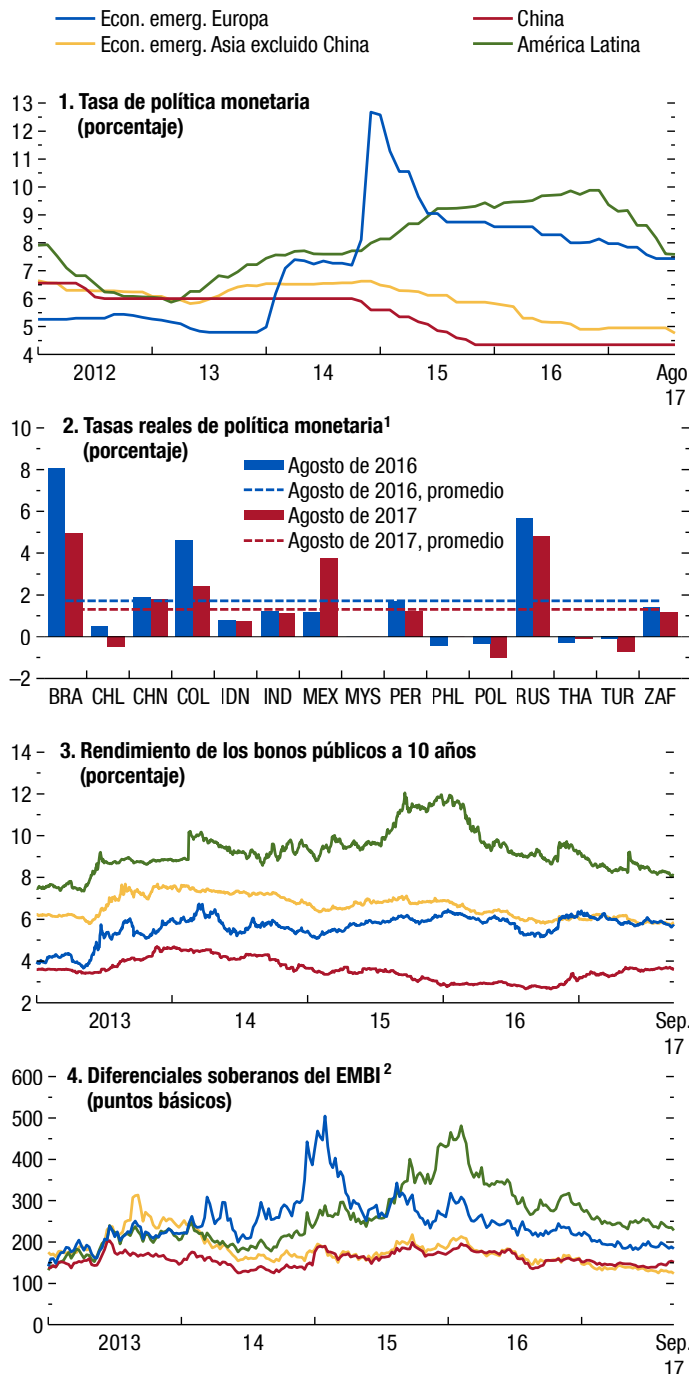 Econ. emerg. Europa
China
Econ. emerg. Asia excluido China
América Latina
1. Tasa de política monetaria
(porcentaje)
13
12
11
10
9
8
7
6
5
4
2012 13 14 15 16 Ago
17
2. Tasas reales de política monetaria¹
(porcentaje)
Agosto de 2016
Agosto de 2016, promedio
Agosto de 2017
Agosto de 2017, promedio
10
8
6
4
2
0
–2
BRA CHL CHN COL IDN IND MEX MYS PER PHL POL RUS THA TUR ZAF
3. Rendimiento de los bonos públicos a 10 años
(porcentaje)
14
12
10
8
6
4
2
2013 14 15 16 Sep.
17
4. Diferenciales soberanos del EMBI ²
(puntos básicos)
600
500
400
300
200
100
0
2013 14 15 16 Sep.
17